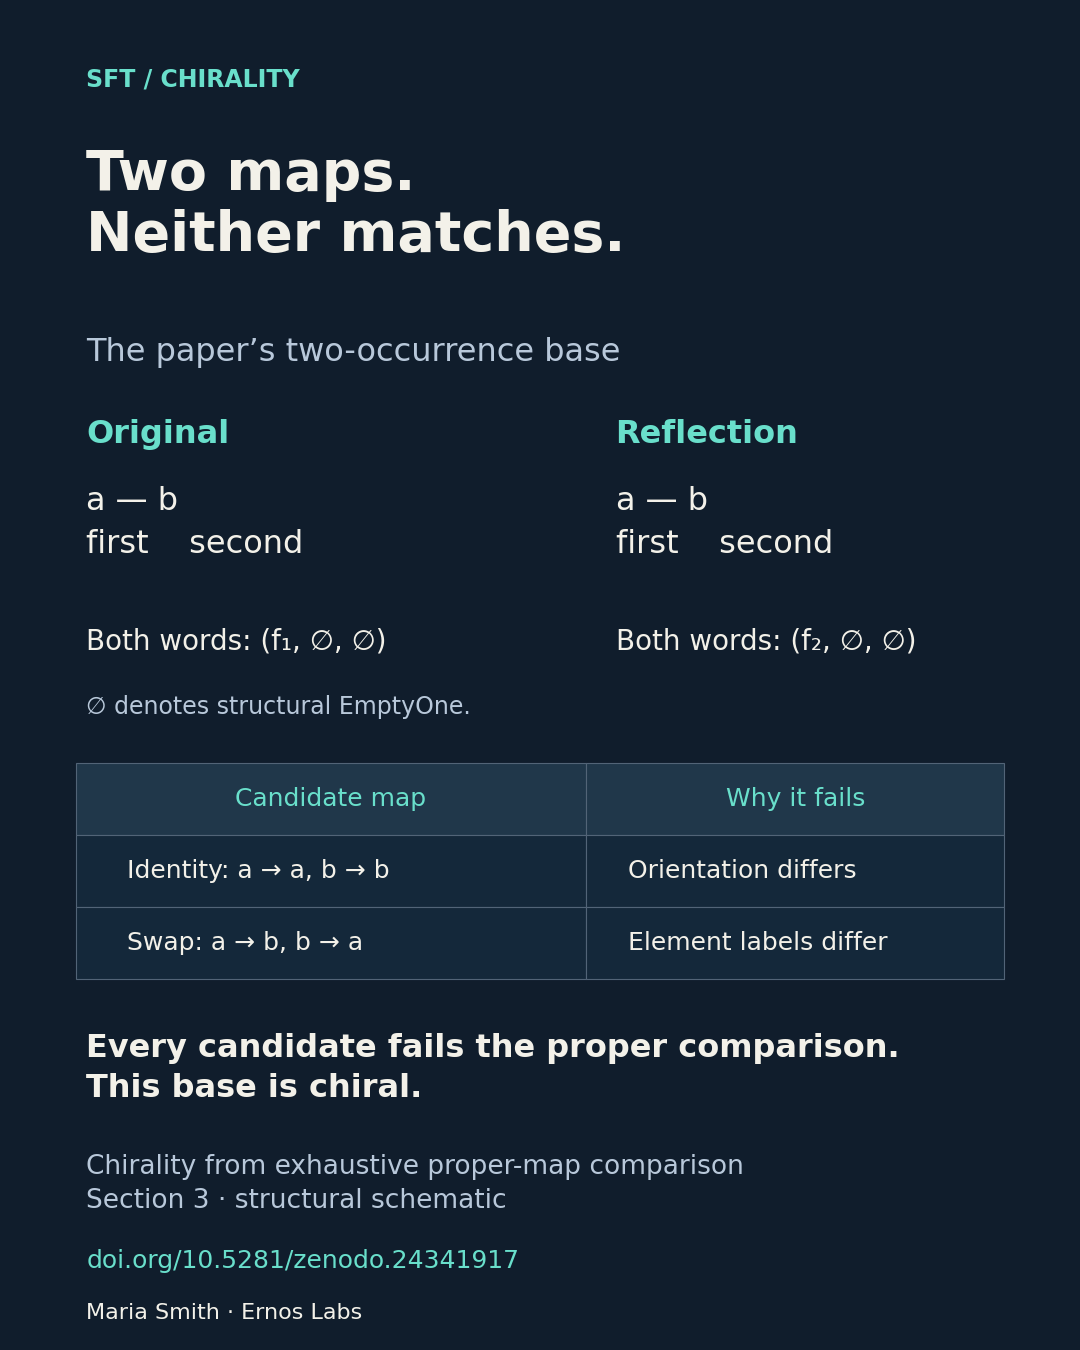 SFT / CHIRALITY
Two maps.
Neither matches.
The paper’s two-occurrence base
Original
a — b
first second
Both words: (f₁, ∅, ∅)
Reflection
a — b
first second
Both words: (f₂, ∅, ∅)
∅ denotes structural EmptyOne.
Candidate map Why it fails
Identity: a → a, b → b Orientation differs
Swap: a → b, b → a Element labels differ
Every candidate fails the proper comparison.
This base is chiral.
Chirality from exhaustive proper-map comparison
Section 3 · structural schematic
doi.org/10.5281/zenodo.24341917
Maria Smith · Ernos Labs